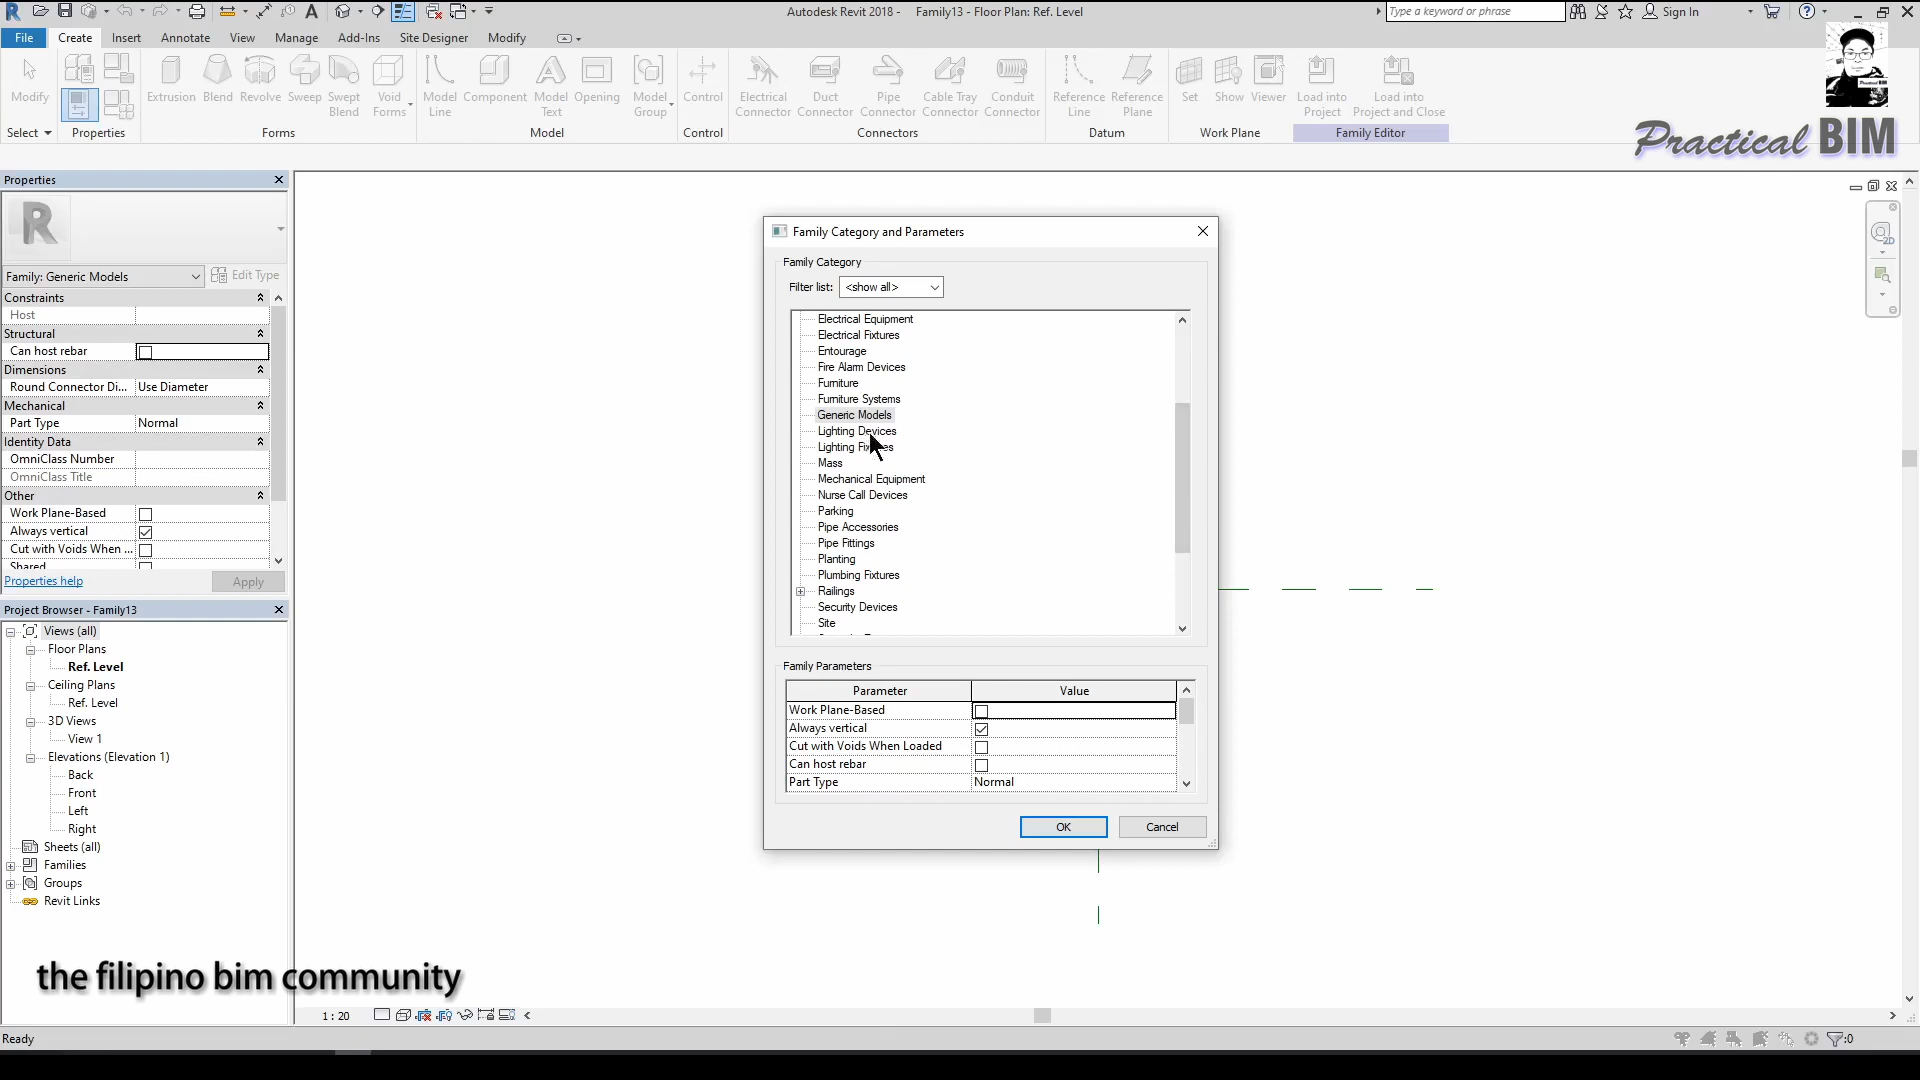 Autodesk Revit 2018 - Family13 - Floor Plan: Ref. Level
Type a keyword or phrase
Sign In
File Create Insert Annotate View Manage Add-Ins Site Designer Modify
Modify
Extrusion Blend Revolve Sweep Swept Blend Void Forms
Model Line Component Model Text Opening Model Group
Control
Electrical Connector Duct Connector Pipe Connector Cable Tray Connector Conduit Connector
Reference Line Reference Plane
Set Show Viewer
Load into Project Load into Project and Close
Select Properties Forms Model Control Connectors Datum Work Plane Family Editor
Practical BIM
Properties
Family: Generic Models
Edit Type
Constraints
Host
Structural
Can host rebar
Dimensions
Round Connector Di... Use Diameter
Mechanical
Part Type Normal
Identity Data
OmniClass Number
OmniClass Title
Other
Work Plane-Based
Always vertical
Cut with Voids When ...
Shared
Properties help
Apply
Project Browser - Family13
Views (all)
Floor Plans
Ref. Level
Ceiling Plans
Ref. Level
3D Views
View 1
Elevations (Elevation 1)
Back
Front
Left
Right
Sheets (all)
Families
Groups
Revit Links
the filipino bim community
Family Category and Parameters
Family Category
Filter list: <show all>
Electrical Equipment
Electrical Fixtures
Entourage
Fire Alarm Devices
Furniture
Furniture Systems
Generic Models
Lighting Devices
Lighting Fixtures
Mass
Mechanical Equipment
Nurse Call Devices
Parking
Pipe Accessories
Pipe Fittings
Planting
Plumbing Fixtures
Railings
Security Devices
Site
Family Parameters
Parameter Value
Work Plane-Based
Always vertical
Cut with Voids When Loaded
Can host rebar
Part Type Normal
OK Cancel
2D
1 : 20
Ready
:0